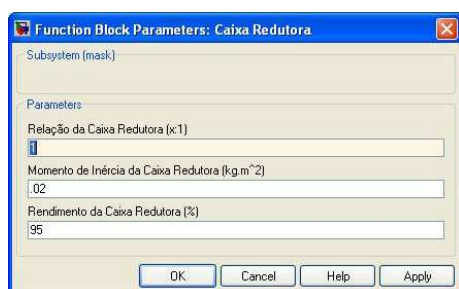 Function Block Parameters: Caixa Redutora
Subsystem (mask)
Parameters
Relação da Caixa Redutora (x:1)
1
Momento de Inércia da Caixa Redutora (kg.m^2)
.02
Rendimento da Caixa Redutora (%)
95
OK Cancel Help Apply